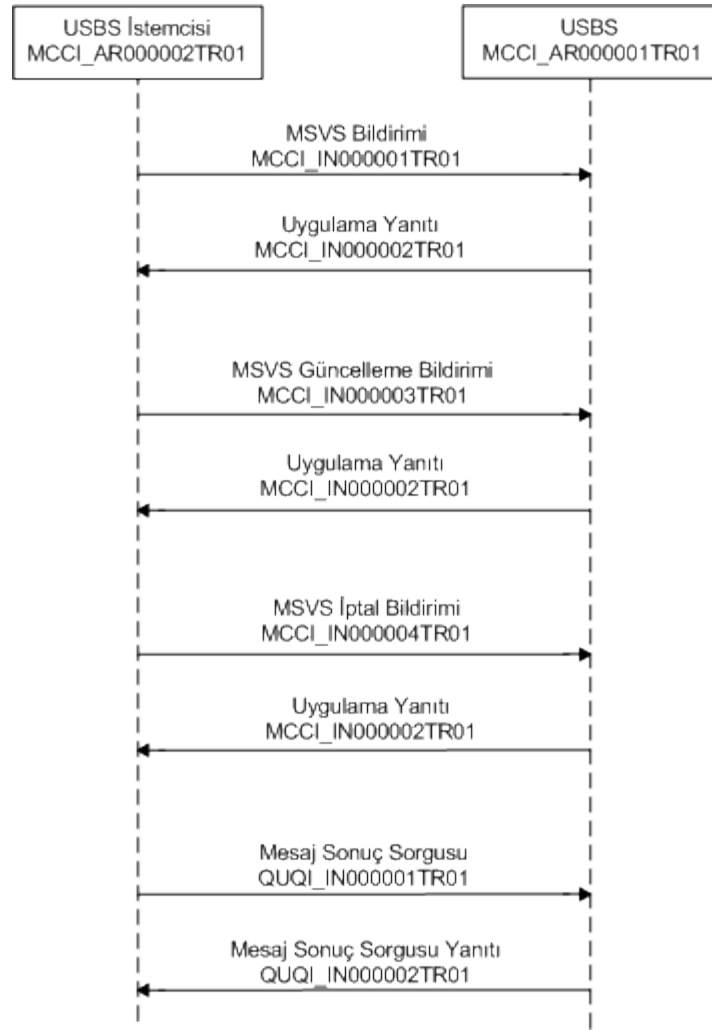 USBS İstemcisi
MCCI_AR000002TR01
USBS
MCCI_AR000001TR01
MSVS Bildirimi
MCCI_IN000001TR01
Uygulama Yanıtı
MCCI_IN000002TR01
MSVS Güncelleme Bildirimi
MCCI_IN000003TR01
Uygulama Yanıtı
MCCI_IN000002TR01
MSVS İptal Bildirimi
MCCI_IN000004TR01
Uygulama Yanıtı
MCCI_IN000002TR01
Mesaj Sonuç Sorgusu
QUQI_IN000001TR01
Mesaj Sonuç Sorgusu Yanıtı
QUQI_IN000002TR01